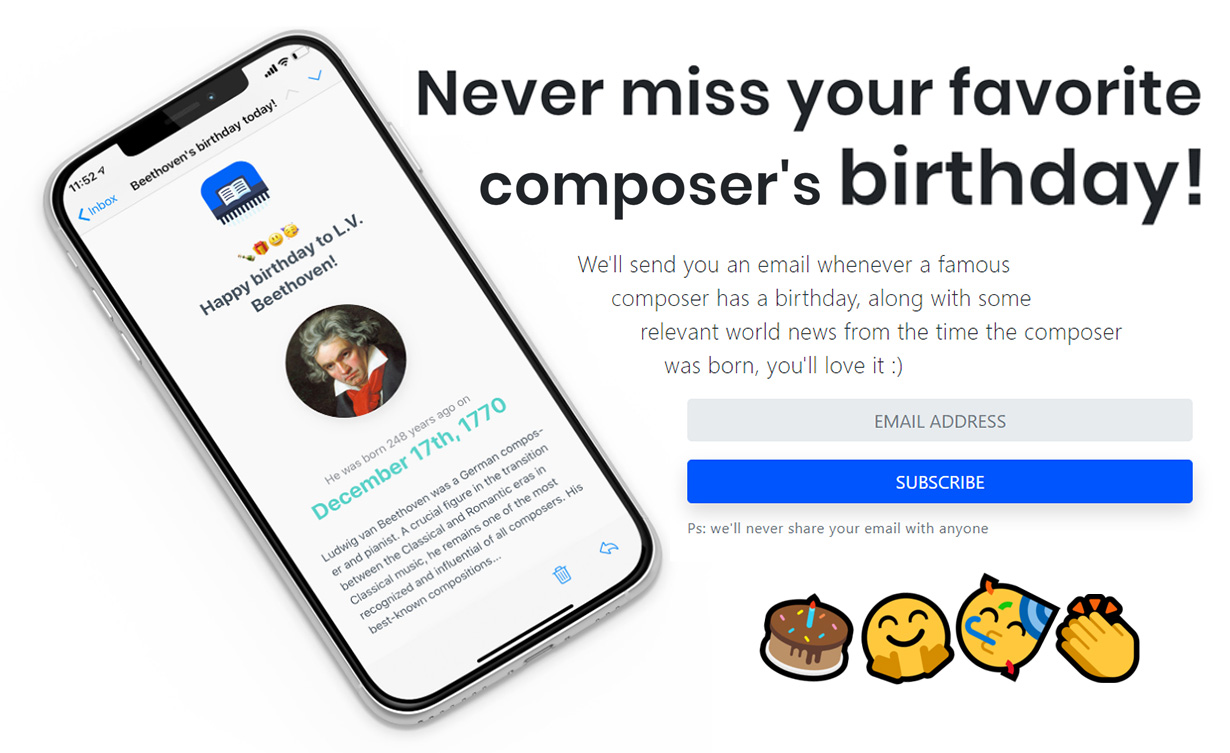 11:52
Inbox
Beethoven's birthday today!
Happy birthday to L.V.
Beethoven!
He was born 248 years ago on
December 17th, 1770
Ludwig van Beethoven was a German compos-
er and pianist. A crucial figure in the transition
between the Classical and Romantic eras in
Classical music, he remains one of the most
recognized and influential of all composers. His
best-known compositions...
Never miss your favorite
composer's birthday!
We'll send you an email whenever a famous
composer has a birthday, along with some
relevant world news from the time the composer
was born, you'll love it :)
EMAIL ADDRESS
SUBSCRIBE
Ps: we'll never share your email with anyone